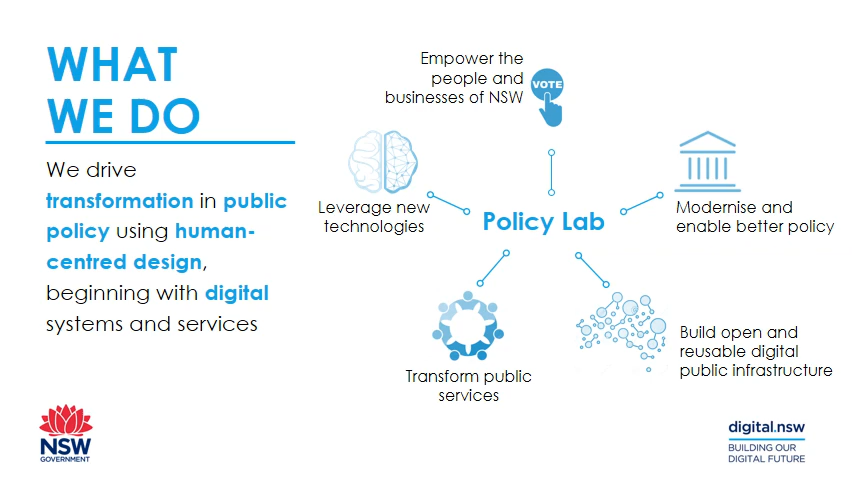 WHAT
WE DO
We drive
transformation in public
policy using human-
centred design,
beginning with digital
systems and services
Empower the
people and
businesses of NSW
VOTE
Leverage new
technologies
Policy Lab
Modernise and
enable better policy
Transform public
services
Build open and
reusable digital
public infrastructure
NSW
GOVERNMENT
digital.nsw
BUILDING OUR
DIGITAL FUTURE